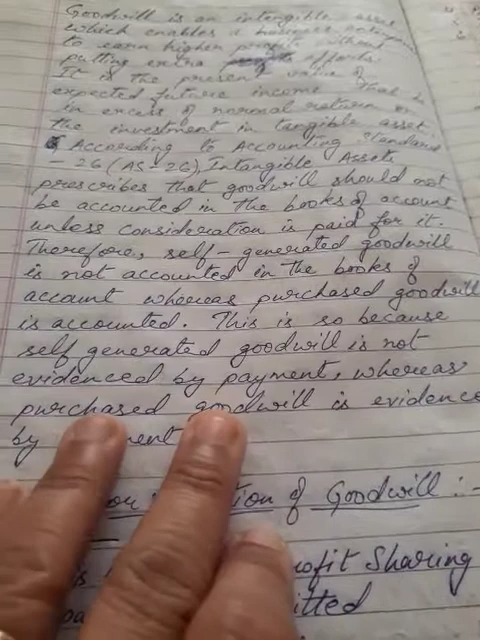 Goodwill is an intangible asset
which enables a business enterprise
to earn higher profits without
putting extra efforts.
It is the present value of
expected future income that is
in excess of normal return on
the investment in tangible asset.
According to Accounting Standard
- 26 (AS-26), Intangible Assets
prescribes that goodwill should not
be accounted in the books of account
unless consideration is paid for it.
Therefore, self-generated goodwill
is not accounted in the books of
account whereas purchased goodwill
is accounted. This is so because
self generated goodwill is not
evidenced by payment, whereas
purchased goodwill is evidence
by ment
tion of Goodwill :-
rofit Sharing
itted